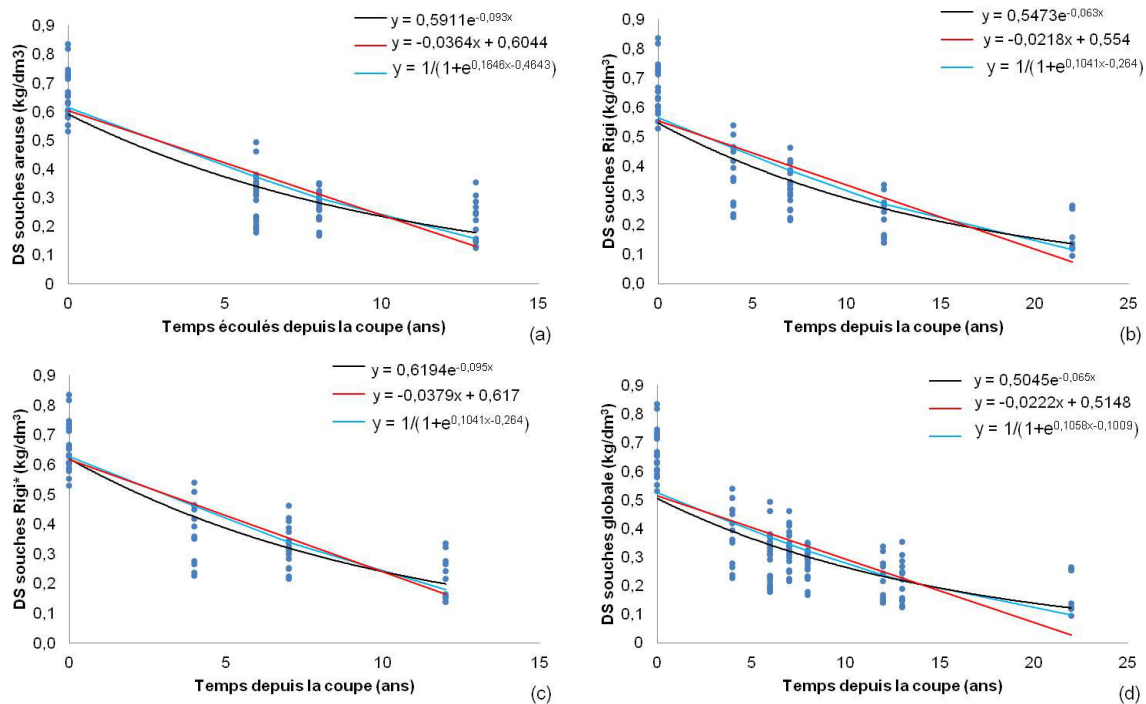 y = 0,5911e-0,093x
y = -0,0364x + 0,6044
y = 1/(1+e0,1646x-0,4643)
DS souches areuse (kg/dm3)
0,9
0,8
0,7
0,6
0,5
0,4
0,3
0,2
0,1
0
0 5 10 15
Temps écoulés depuis la coupe (ans)
(a)
y = 0,5473e-0,063x
y = -0,0218x + 0,554
y = 1/(1+e0,1041x-0,264)
DS souches Rigi (kg/dm³)
0,9
0,8
0,7
0,6
0,5
0,4
0,3
0,2
0,1
0
0 5 10 15 20 25
Temps depuis la coupe (ans)
(b)
y = 0,6194e-0,095x
y = -0,0379x + 0,617
y = 1/(1+e0,1041x-0,264)
DS souches Rigi* (kg/dm³)
0,9
0,8
0,7
0,6
0,5
0,4
0,3
0,2
0,1
0,0
0 5 10 15
Temps depuis la coupe (ans)
(c)
y = 0,5045e-0,065x
y = -0,0222x + 0,5148
y = 1/(1+e0,1058x-0,1009)
DS souches globale (kg/dm³)
0,9
0,8
0,7
0,6
0,5
0,4
0,3
0,2
0,1
0
0 5 10 15 20 25
Temps depuis la coupe (ans)
(d)